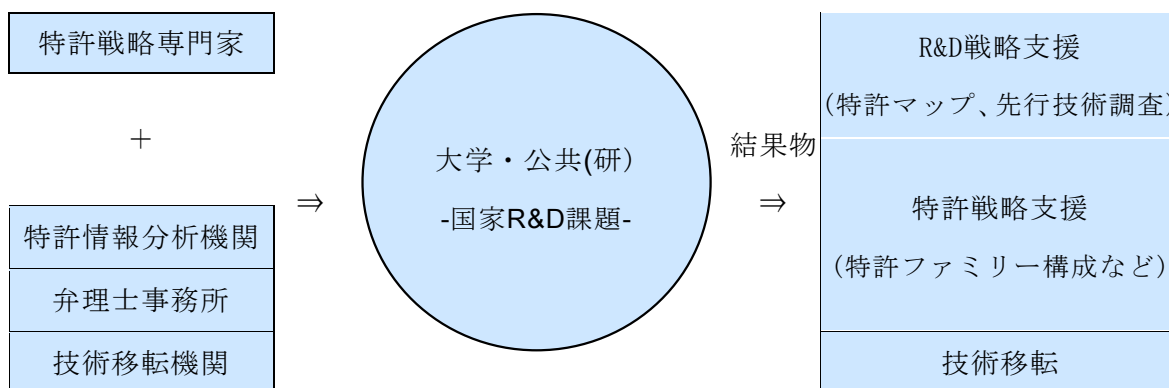 特許戦略専門家
+
特許情報分析機関
弁理士事務所
技術移転機関
⇒
大学・公共(研)
-国家R&D課題-
結果物
⇒
R&D戦略支援
(特許マップ、先行技術調査)
特許戦略支援
(特許ファミリー構成など)
技術移転